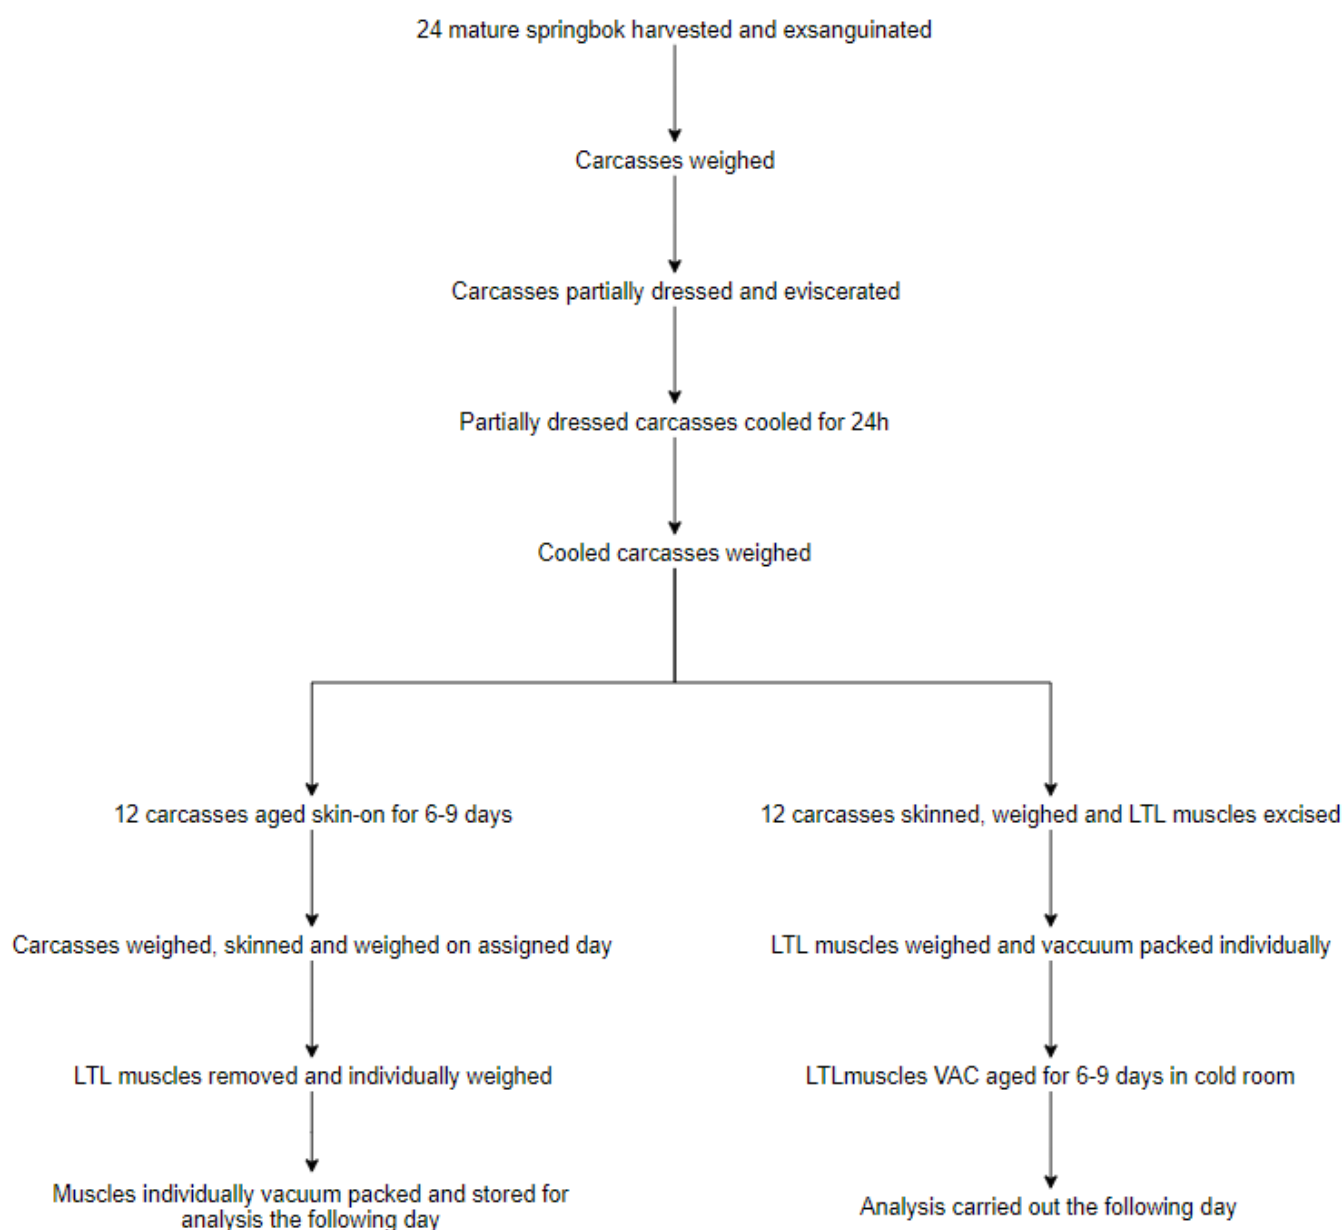 24 mature springbok harvested and exsanguinated
Carcasses weighed
Carcasses partially dressed and eviscerated
Partially dressed carcasses cooled for 24h
Cooled carcasses weighed
12 carcasses aged skin-on for 6-9 days
Carcasses weighed, skinned and weighed on assigned day
LTL muscles removed and individually weighed
Muscles individually vacuum packed and stored for
analysis the following day
12 carcasses skinned, weighed and LTL muscles excised
LTL muscles weighed and vaccuum packed individually
LTLmuscles VAC aged for 6-9 days in cold room
Analysis carried out the following day